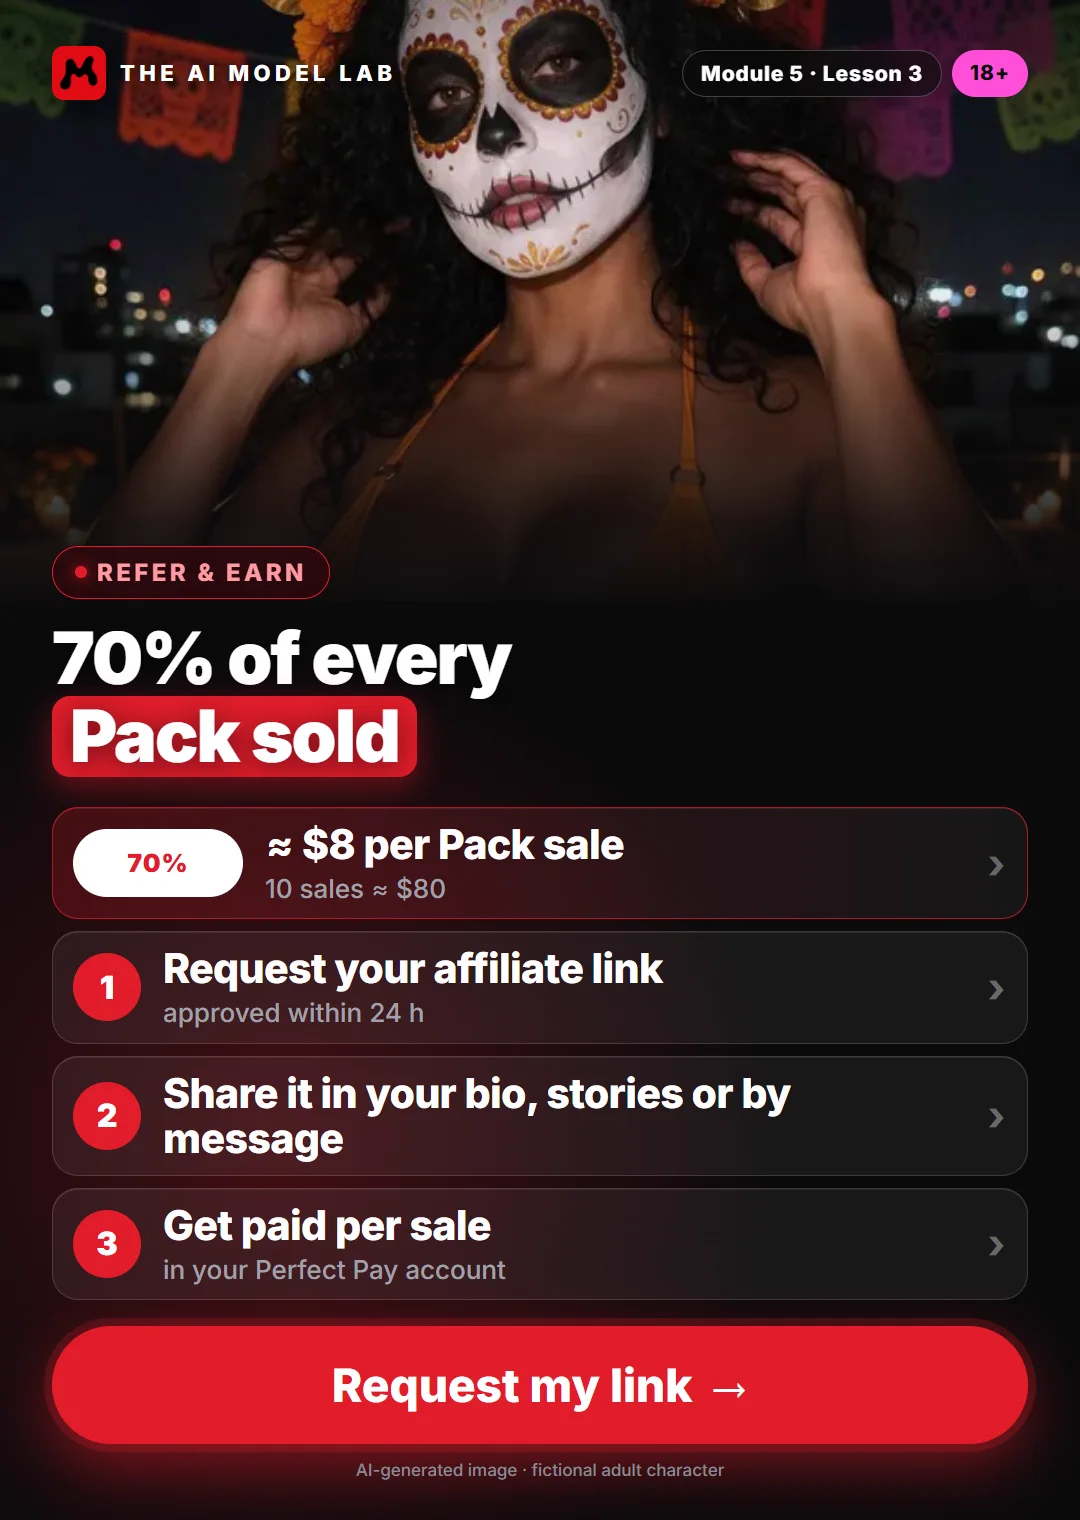 THE AI MODEL LAB
Module 5 · Lesson 3
18+
REFER & EARN
70% of every
Pack sold
70%
≈ $8 per Pack sale
10 sales ≈ $80
1
Request your affiliate link
approved within 24 h
2
Share it in your bio, stories or by
message
3
Get paid per sale
in your Perfect Pay account
Request my link →
AI-generated image · fictional adult character